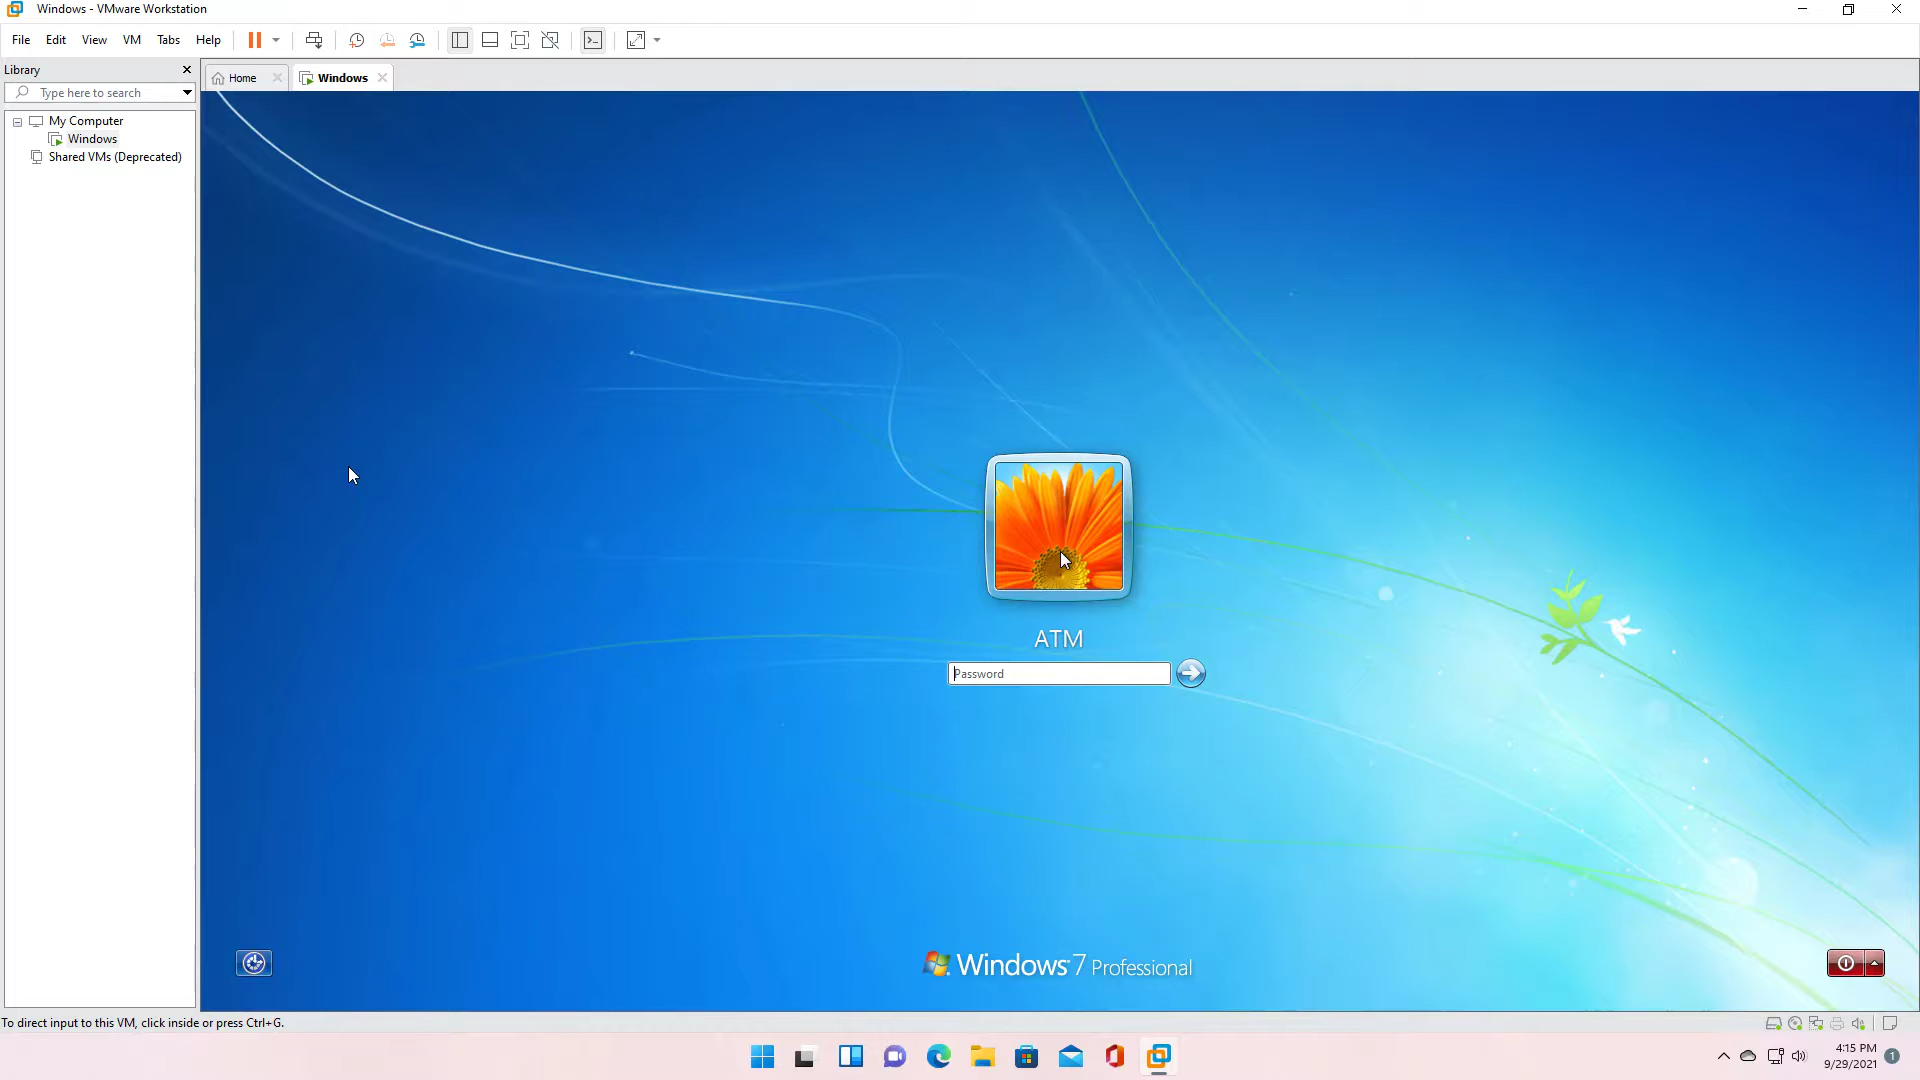 Windows - VMware Workstation
File Edit View VM Tabs Help
Library
Type here to search
Home
Windows
My Computer
Windows
Shared VMs (Deprecated)
ATM
Password
Windows 7 Professional
To direct input to this VM, click inside or press Ctrl+G.
4:15 PM
9/29/2021
1